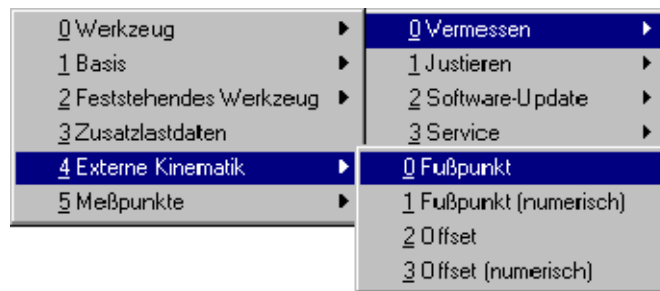 0 Werkzeug
1 Basis
2 Feststehendes Werkzeug
3 Zusatzlastdaten
4 Externe Kinematik
5 Meßpunkte
0 Vermessen
1 Justieren
2 Software-Update
3 Service
0 Fußpunkt
1 Fußpunkt (numerisch)
2 Offset
3 Offset (numerisch)